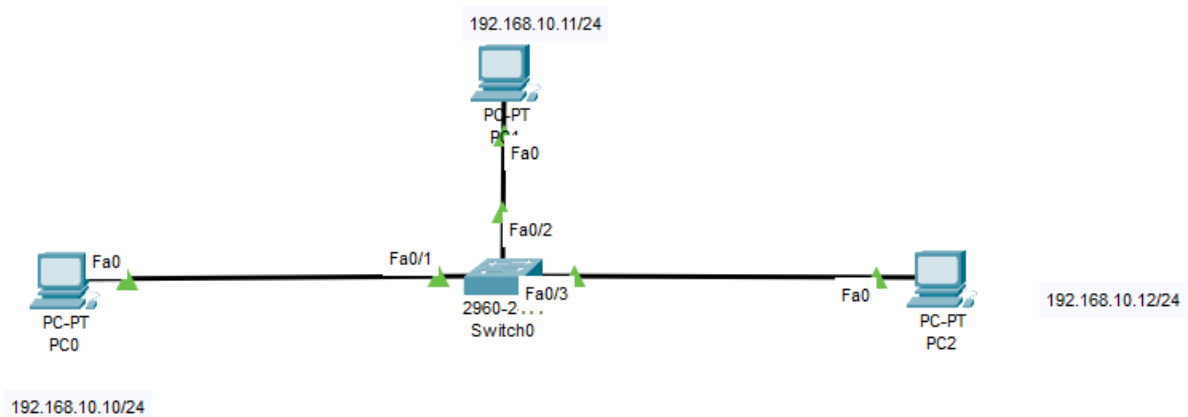 192.168.10.11/24
PC-PT
Fa0
Fa0/2
Fa0
Fa0/1
Fa0/3
Fa0
PC-PT
PC0
2960-2...
Switch0
PC-PT
PC2
192.168.10.12/24
192.168.10.10/24